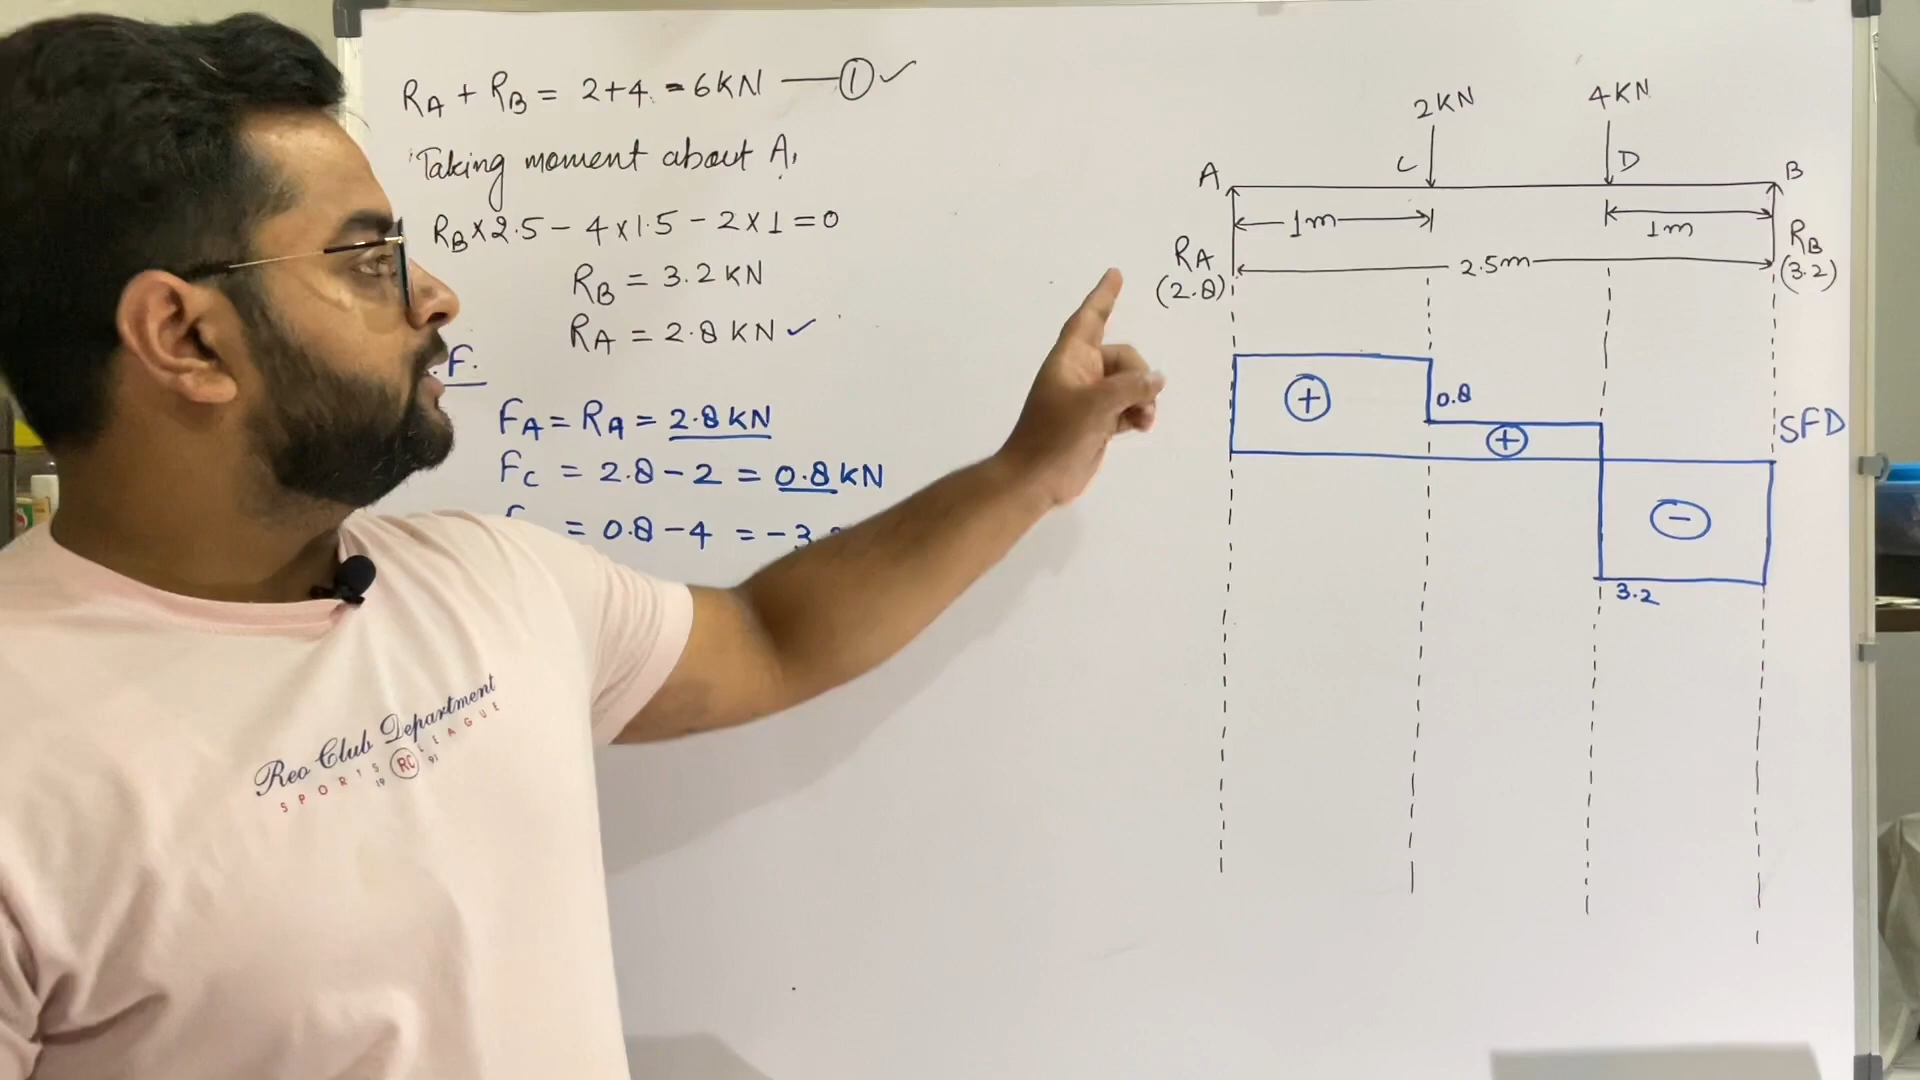 RA + RB = 2+4 = 6KN — ① ✓
Taking moment about A,
RB×2.5 − 4×1.5 − 2×1 = 0
RB = 3.2 KN
RA = 2.8 KN ✓
.F.
FA = RA = 2.8 KN
FC = 2.8 − 2 = 0.8 KN
= 0.8 − 4 = −3.
2KN
4KN
A
C
D
B
1m
1m
RA
(2.8)
2.5m
RB
(3.2)
+
0.8
+
SFD
−
3.2
Reo Club Department
SPORTS LEAGUE
19 RC 91